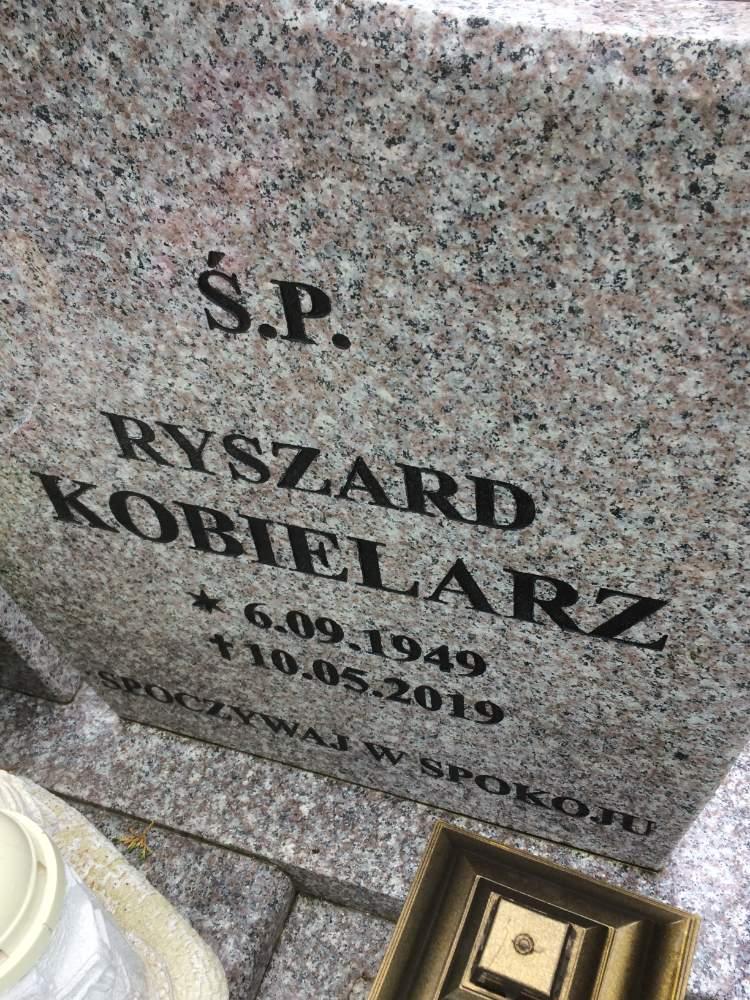 Ś.P.
RYSZARD
KOBIELARZ
* 6.09.1949
✝ 10.05.2019
SPOCZYWAJ W SPOKOJU